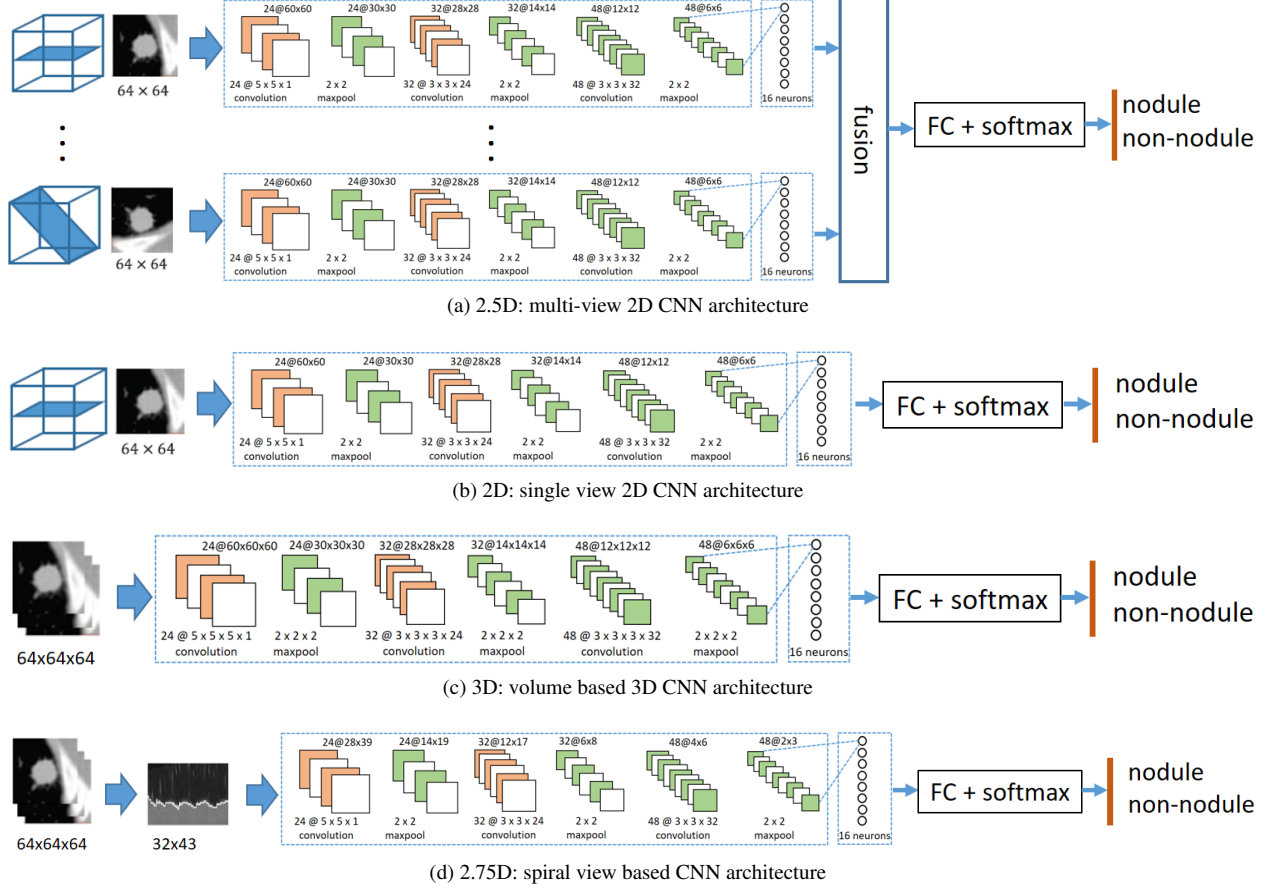 24@60x60 24@30x30 32@28x28 32@14x14 48@12x12 48@6x6
64 × 64
24 @ 5 x 5 x 1 2 x 2 32 @ 3 x 3 x 24 2 x 2 48 @ 3 x 3 x 32 2 x 2
convolution maxpool convolution maxpool convolution maxpool
16 neurons
fusion
FC + softmax
nodule
non-nodule
24@60x60 24@30x30 32@28x28 32@14x14 48@12x12 48@6x6
64 × 64
24 @ 5 x 5 x 1 2 x 2 32 @ 3 x 3 x 24 2 x 2 48 @ 3 x 3 x 32 2 x 2
convolution maxpool convolution maxpool convolution maxpool
16 neurons
(a) 2.5D: multi-view 2D CNN architecture
24@60x60 24@30x30 32@28x28 32@14x14 48@12x12 48@6x6
64 × 64
24 @ 5 x 5 x 1 2 x 2 32 @ 3 x 3 x 24 2 x 2 48 @ 3 x 3 x 32 2 x 2
convolution maxpool convolution maxpool convolution maxpool
16 neurons
FC + softmax
nodule
non-nodule
(b) 2D: single view 2D CNN architecture
24@60x60x60 24@30x30x30 32@28x28x28 32@14x14x14 48@12x12x12 48@6x6x6
64x64x64
24 @ 5 x 5 x 5 x 1 2 x 2 x 2 32 @ 3 x 3 x 3 x 24 2 x 2 x 2 48 @ 3 x 3 x 3 x 32 2 x 2 x 2
convolution maxpool convolution maxpool convolution maxpool
16 neurons
FC + softmax
nodule
non-nodule
(c) 3D: volume based 3D CNN architecture
24@28x39 24@14x19 32@12x17 32@6x8 48@4x6 48@2x3
64x64x64
32x43
24 @ 5 x 5 x 1 2 x 2 32 @ 3 x 3 x 24 2 x 2 48 @ 3 x 3 x 32 2 x 2
convolution maxpool convolution maxpool convolution maxpool
16 neurons
FC + softmax
nodule
non-nodule
(d) 2.75D: spiral view based CNN architecture